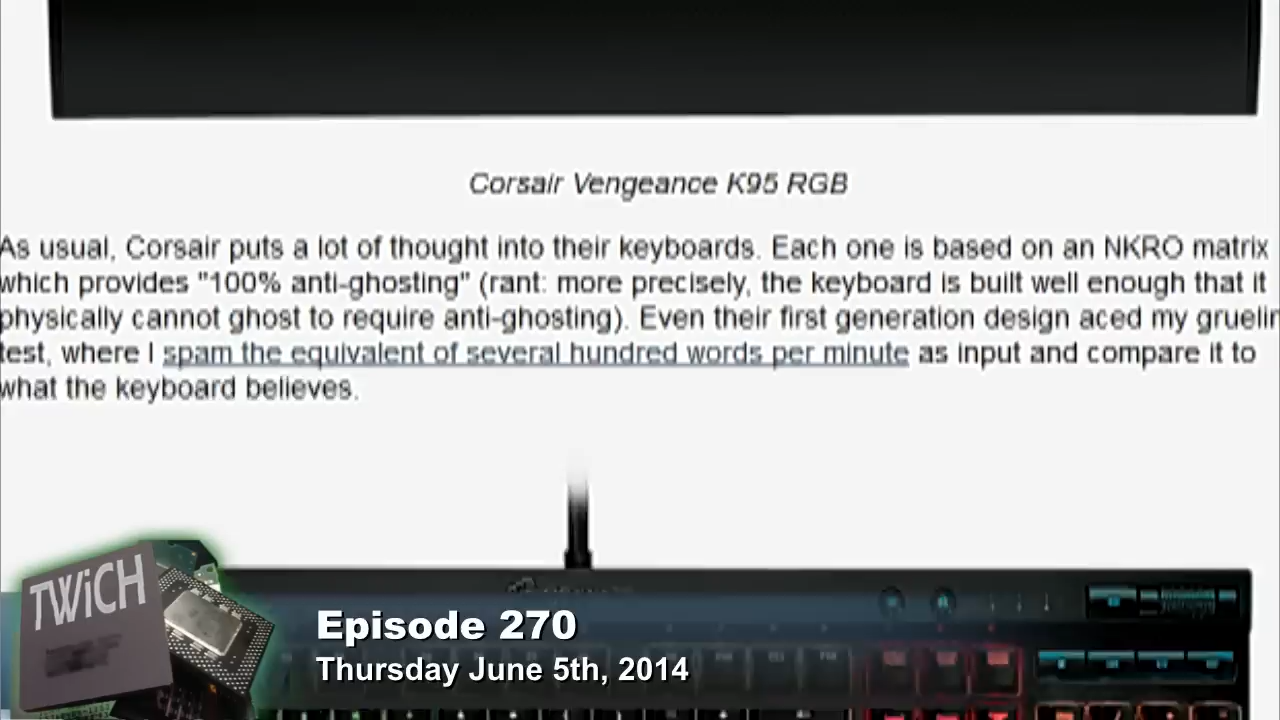 Corsair Vengeance K95 RGB
As usual, Corsair puts a lot of thought into their keyboards. Each one is based on an NKRO matrix
which provides "100% anti-ghosting" (rant: more precisely, the keyboard is built well enough that it
physically cannot ghost to require anti-ghosting). Even their first generation design aced my gruelin
test, where I spam the equivalent of several hundred words per minute as input and compare it to
what the keyboard believes.
TWiCH
Episode 270
Thursday June 5th, 2014